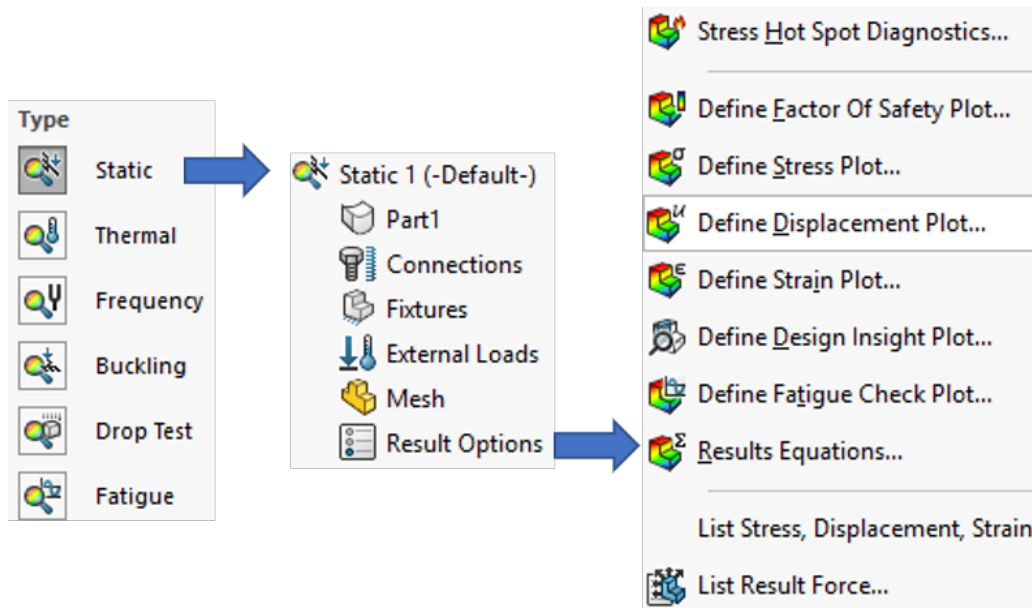 Type
Static
Thermal
Frequency
Buckling
Drop Test
Fatigue
Static 1 (-Default-)
Part1
Connections
Fixtures
External Loads
Mesh
Result Options
Stress Hot Spot Diagnostics...
Define Factor Of Safety Plot...
Define Stress Plot...
Define Displacement Plot...
Define Strain Plot...
Define Design Insight Plot...
Define Fatigue Check Plot...
Results Equations...
List Stress, Displacement, Strain
List Result Force...